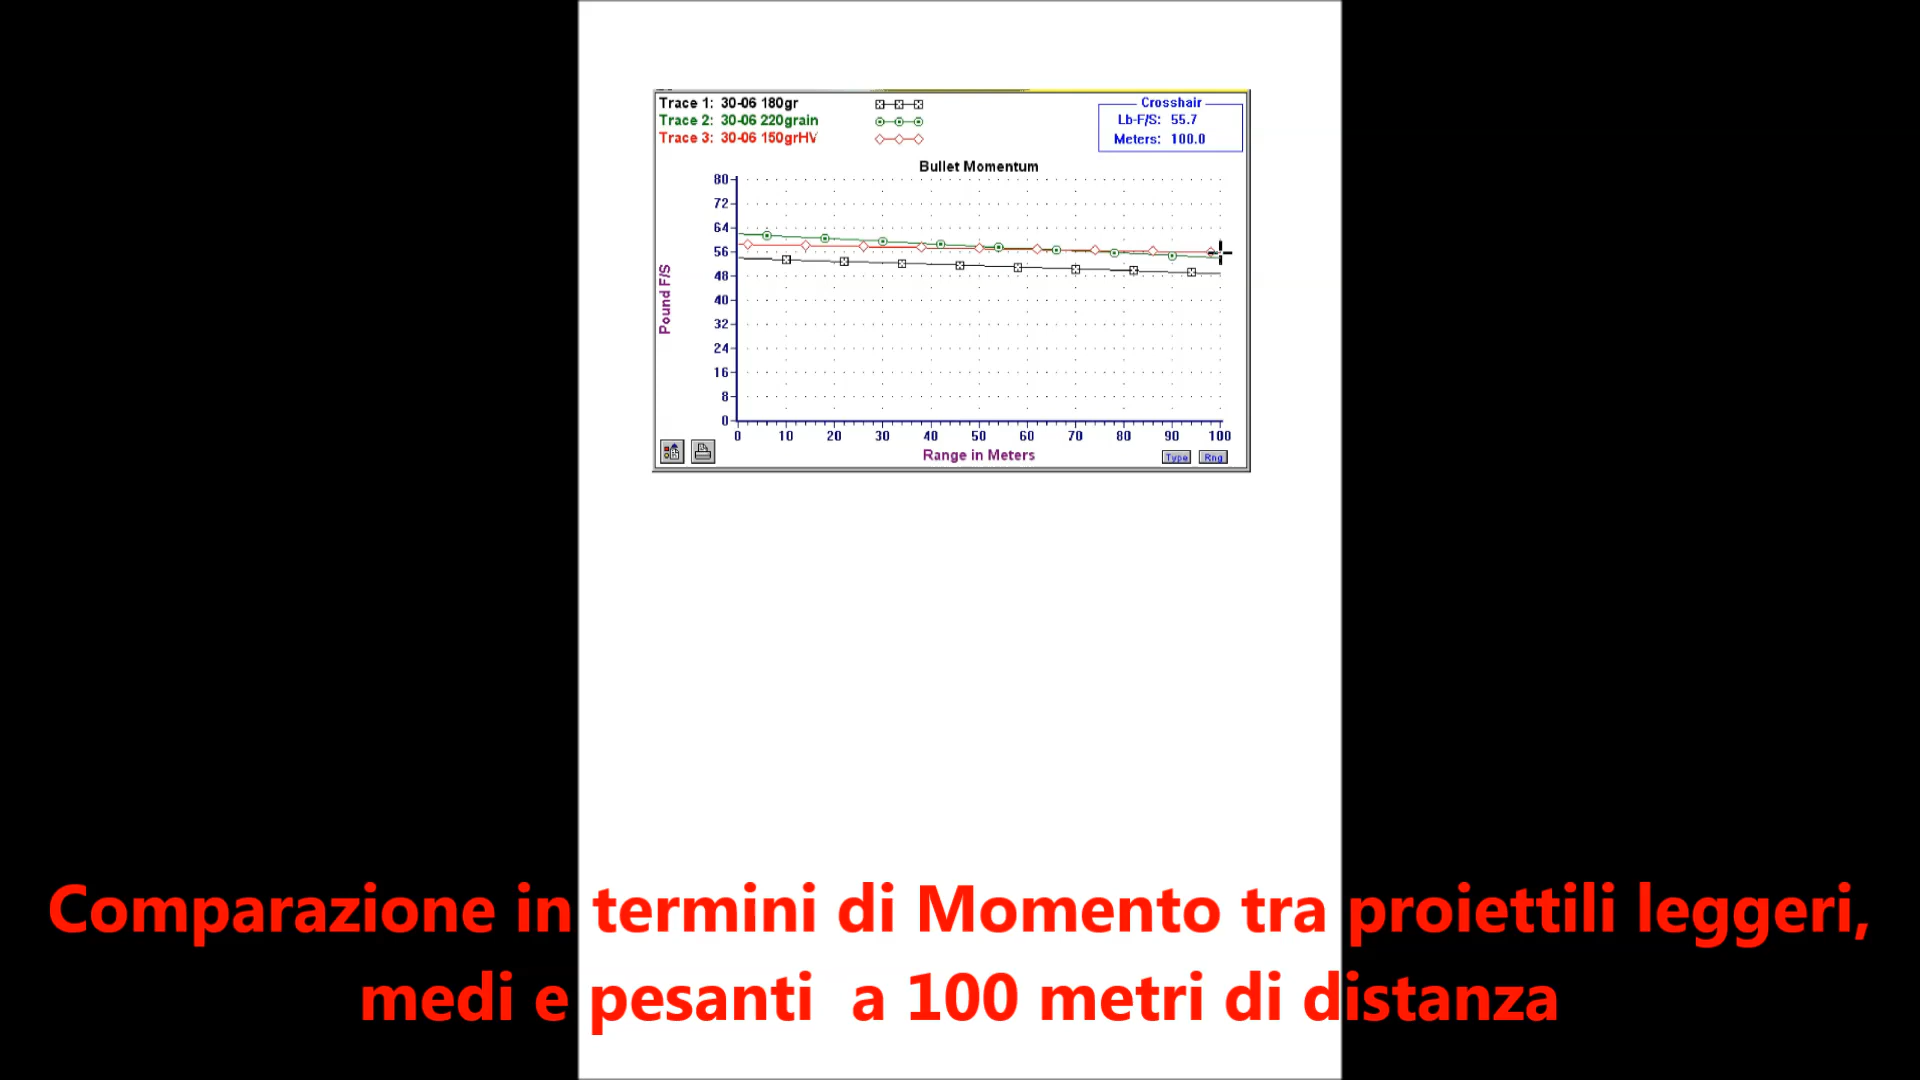 Trace 1: 30-06 180gr
Trace 2: 30-06 220grain
Trace 3: 30-06 150grHV
Crosshair
Lb-F/S: 55.7
Meters: 100.0
Bullet Momentum
80
72
64
56
48
40
32
24
16
8
0
Pound F/S
0 10 20 30 40 50 60 70 80 90 100
Range in Meters
Type Rng
Comparazione in termini di Momento tra proiettili leggeri,
medi e pesanti a 100 metri di distanza